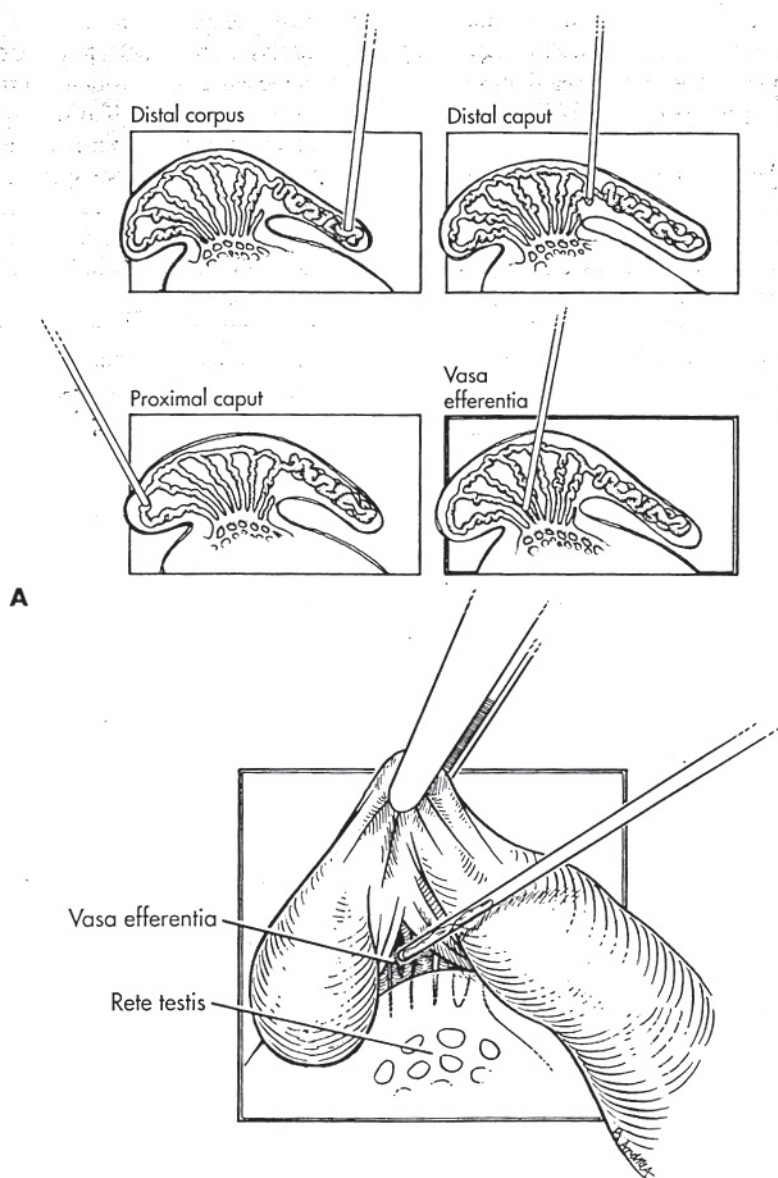 Distal corpus
Distal caput
Proximal caput
Vasa
efferentia
A
Vasa efferentia
Rete testis